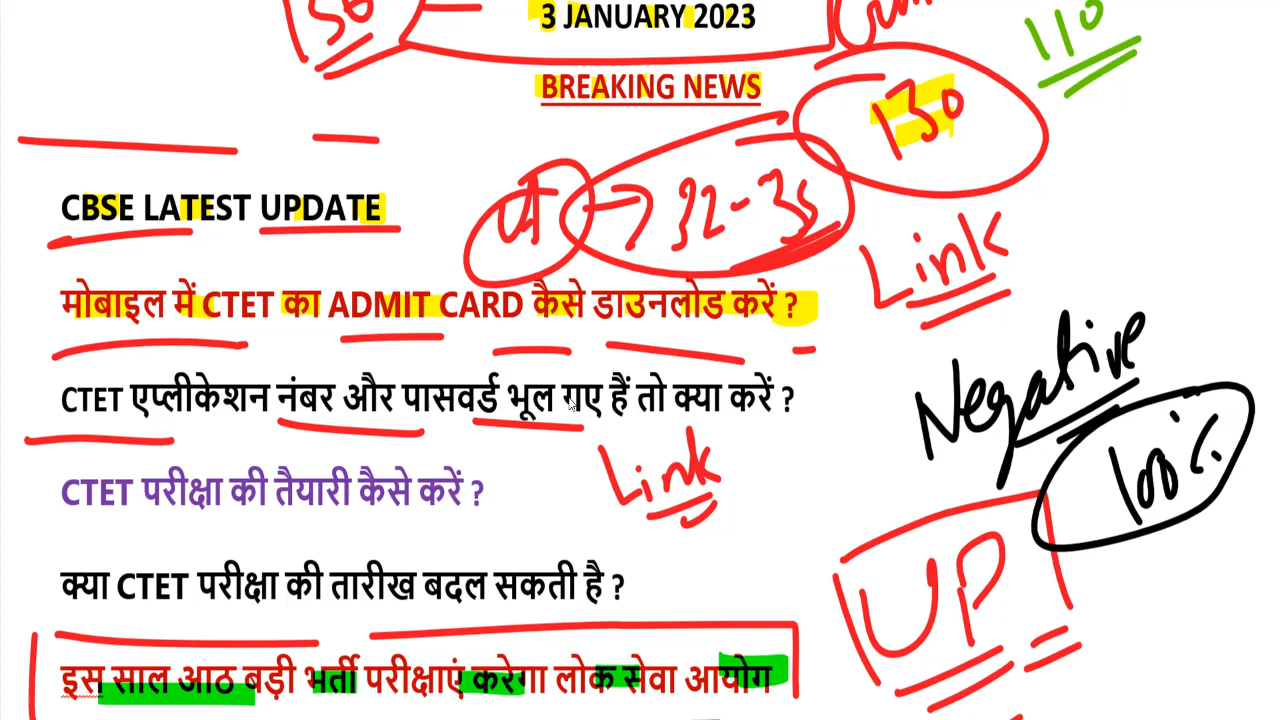 3 JANUARY 2023
110
BREAKING NEWS
130
32-35
CBSE LATEST UPDATE
Link
मोबाइल में CTET का ADMIT CARD कैसे डाउनलोड करें ?
Negative
CTET एप्लीकेशन नंबर और पासवर्ड भूल गए हैं तो क्या करें ?
Link
100%
CTET परीक्षा की तैयारी कैसे करें ?
UP
क्या CTET परीक्षा की तारीख बदल सकती है ?
इस साल आठ बड़ी भर्ती परीक्षाएं करेगा लोक सेवा आयोग